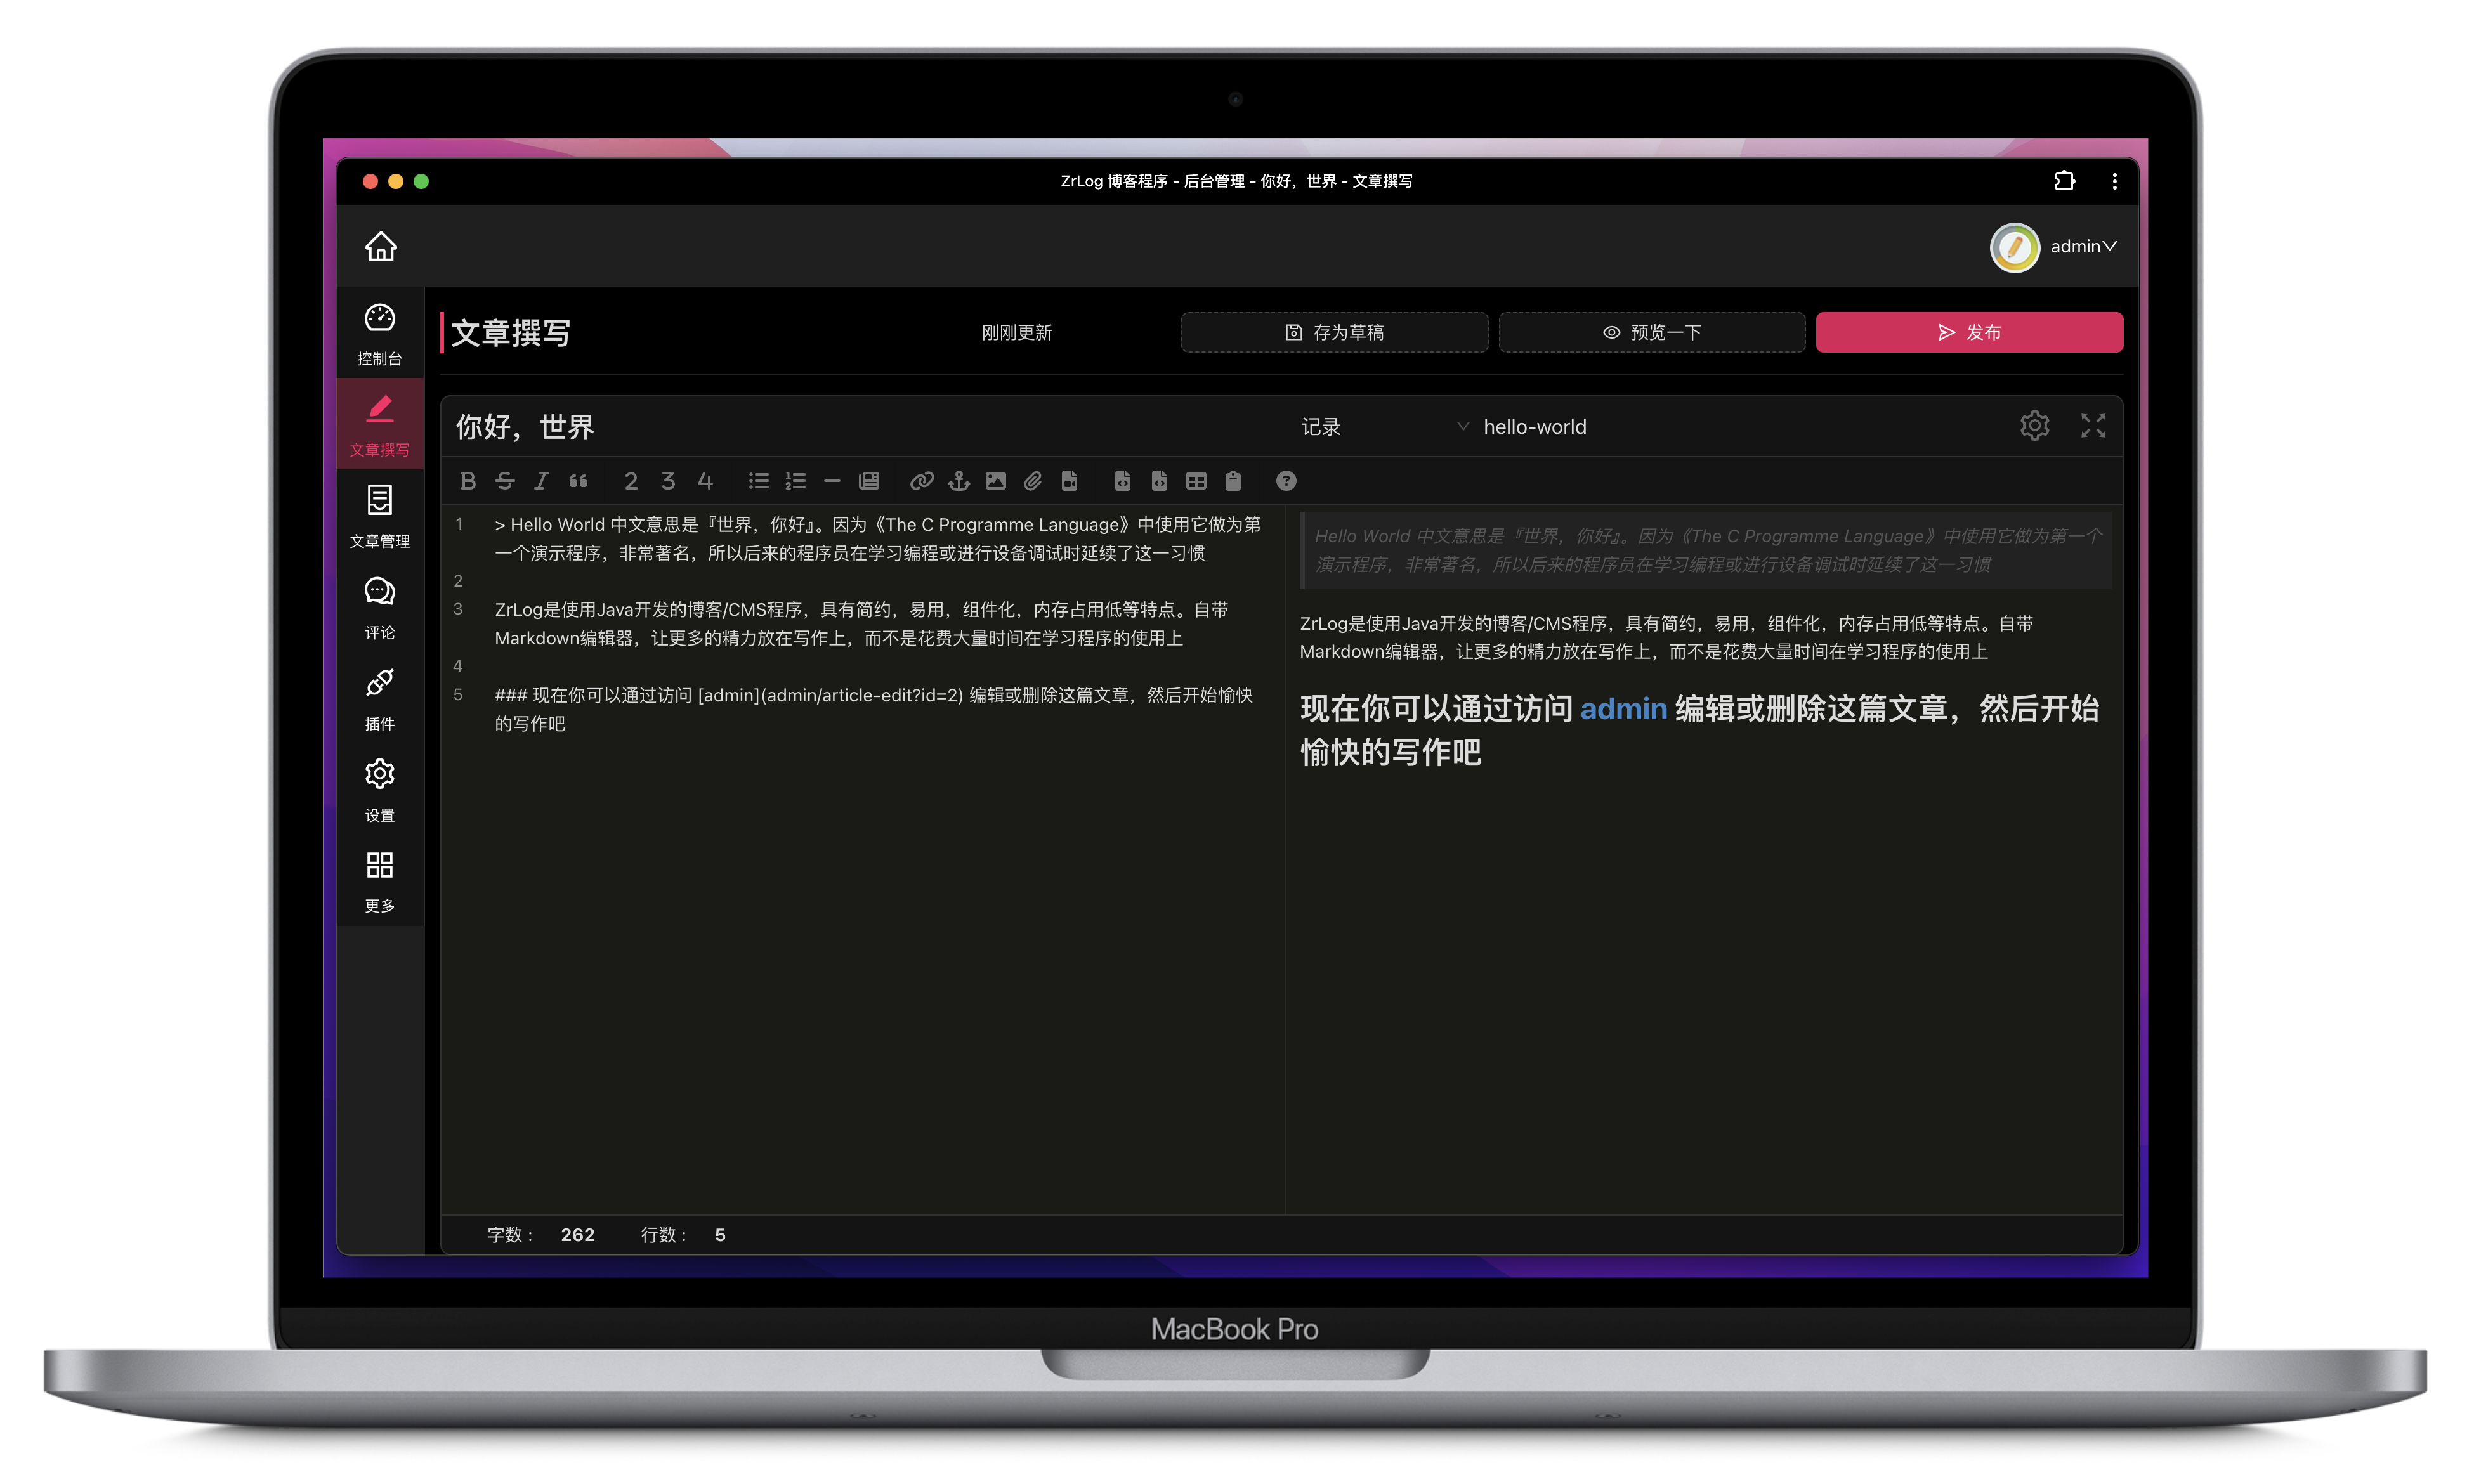 ZrLog 博客程序 - 后台管理 - 你好，世界 - 文章撰写
admin
控制台
文章撰写
文章管理
评论
插件
设置
更多
文章撰写
刚刚更新
存为草稿
预览一下
发布
你好，世界
记录
hello-world
B S I
2 3 4
1 > Hello World 中文意思是『世界，你好』。因为《The C Programme Language》中使用它做为第
一个演示程序，非常著名，所以后来的程序员在学习编程或进行设备调试时延续了这一习惯
2
3 ZrLog是使用Java开发的博客/CMS程序，具有简约，易用，组件化，内存占用低等特点。自带
Markdown编辑器，让更多的精力放在写作上，而不是花费大量时间在学习程序的使用上
4
5 ### 现在你可以通过访问 [admin](admin/article-edit?id=2) 编辑或删除这篇文章，然后开始愉快
的写作吧
Hello World 中文意思是『世界，你好』。因为《The C Programme Language》中使用它做为第一个
演示程序，非常著名，所以后来的程序员在学习编程或进行设备调试时延续了这一习惯
ZrLog是使用Java开发的博客/CMS程序，具有简约，易用，组件化，内存占用低等特点。自带
Markdown编辑器，让更多的精力放在写作上，而不是花费大量时间在学习程序的使用上
现在你可以通过访问 admin 编辑或删除这篇文章，然后开始
愉快的写作吧
字数： 262 行数： 5
MacBook Pro